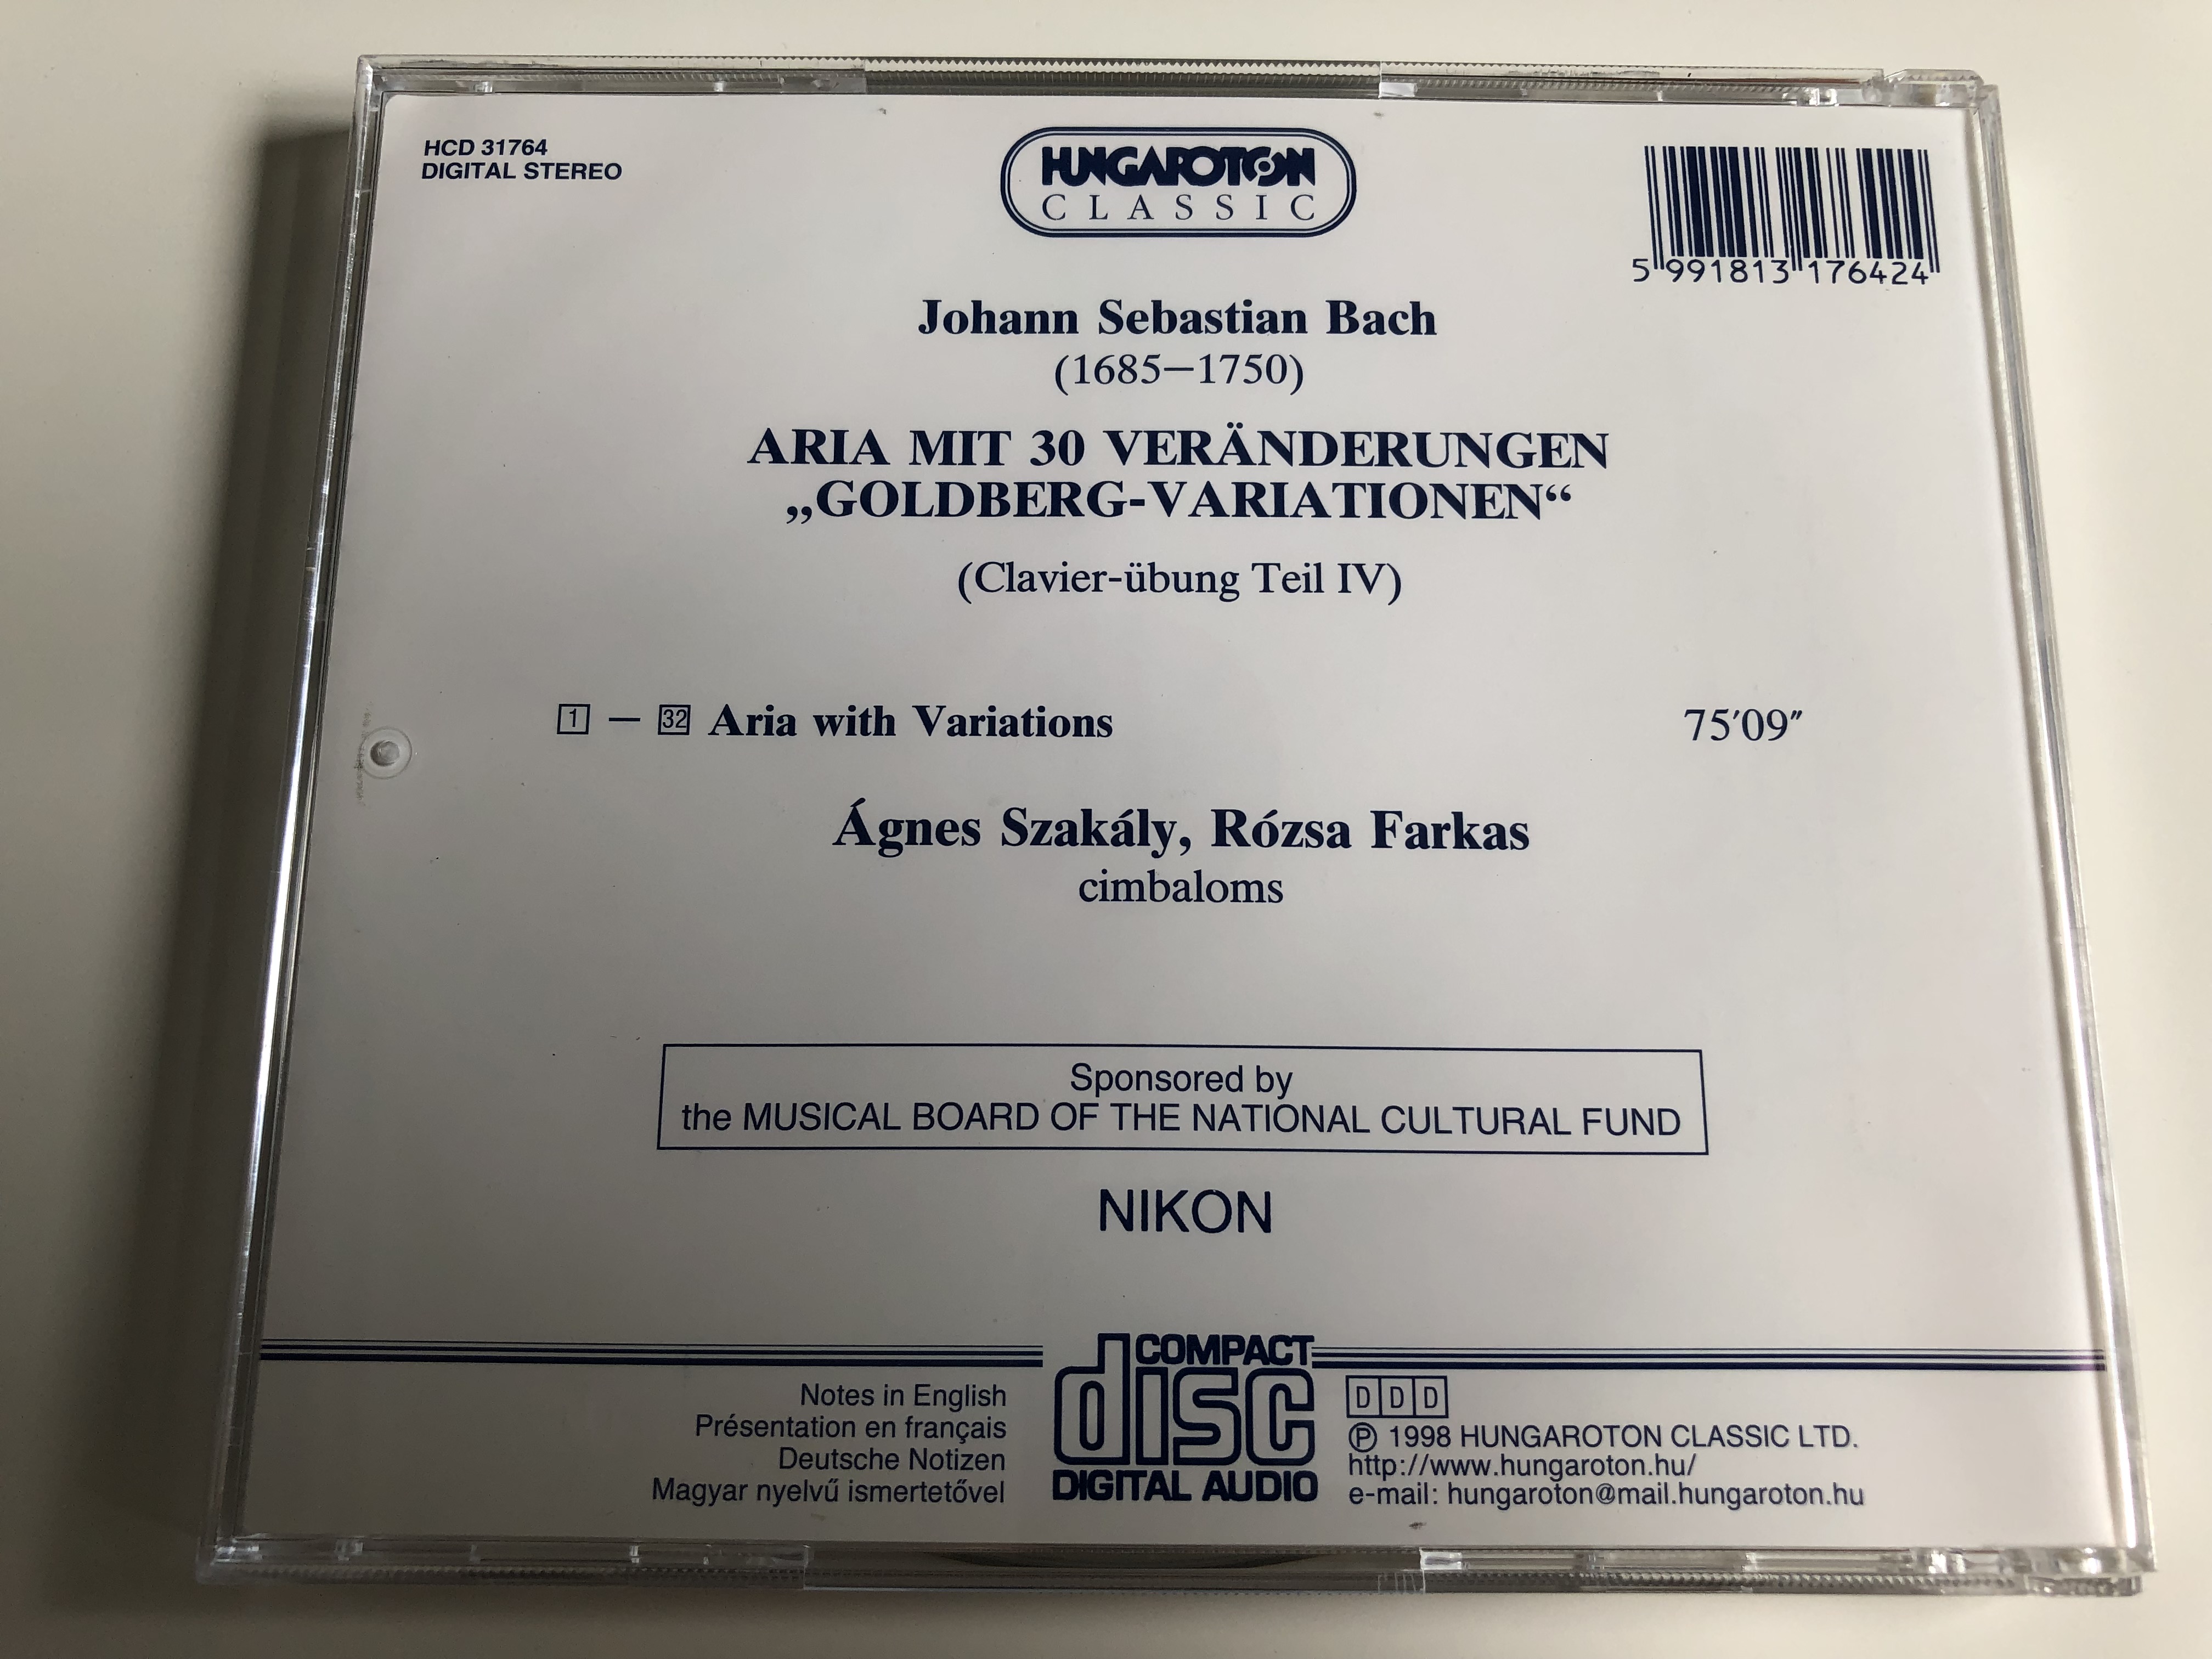 HCD 31764
DIGITAL STEREO
HUNGAROTON
CLASSIC
5 991813 176424
Johann Sebastian Bach
(1685–1750)
ARIA MIT 30 VERÄNDERUNGEN
„GOLDBERG-VARIATIONEN“
(Clavier-übung Teil IV)
1 – 32 Aria with Variations 75′09″
Ágnes Szakály, Rózsa Farkas
cimbaloms
Sponsored by
the MUSICAL BOARD OF THE NATIONAL CULTURAL FUND
NIKON
Notes in English
Présentation en français
Deutsche Notizen
Magyar nyelvű ismertetővel
COMPACT
disc
DIGITAL AUDIO
DDD
℗ 1998 HUNGAROTON CLASSIC LTD.
http://www.hungaroton.hu/
e-mail: hungaroton@mail.hungaroton.hu